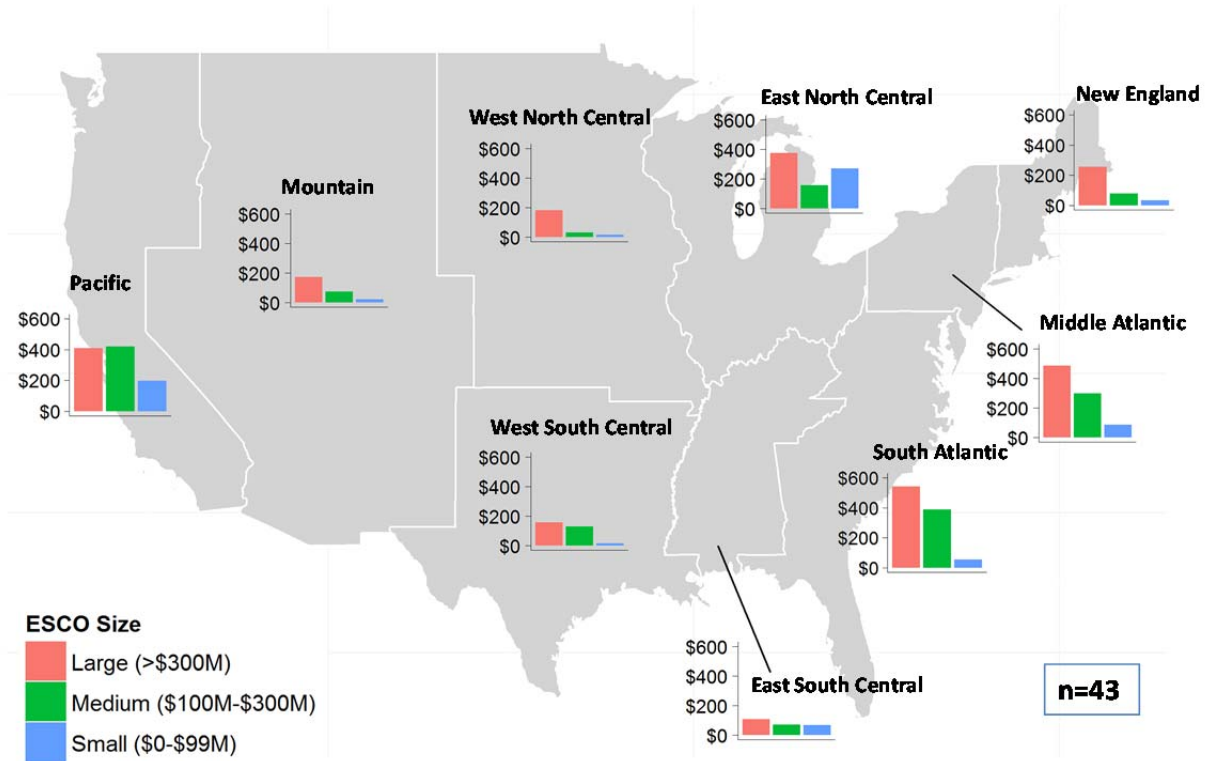 East North Central
$600
$400
$200
$0
New England
$600
$400
$200
$0
West North Central
$600
$400
$200
$0
Mountain
$600
$400
$200
$0
Pacific
$600
$400
$200
$0
Middle Atlantic
$600
$400
$200
$0
West South Central
$600
$400
$200
$0
South Atlantic
$600
$400
$200
$0
East South Central
$600
$400
$200
$0
ESCO Size
Large (>$300M)
Medium ($100M-$300M)
Small ($0-$99M)
n=43